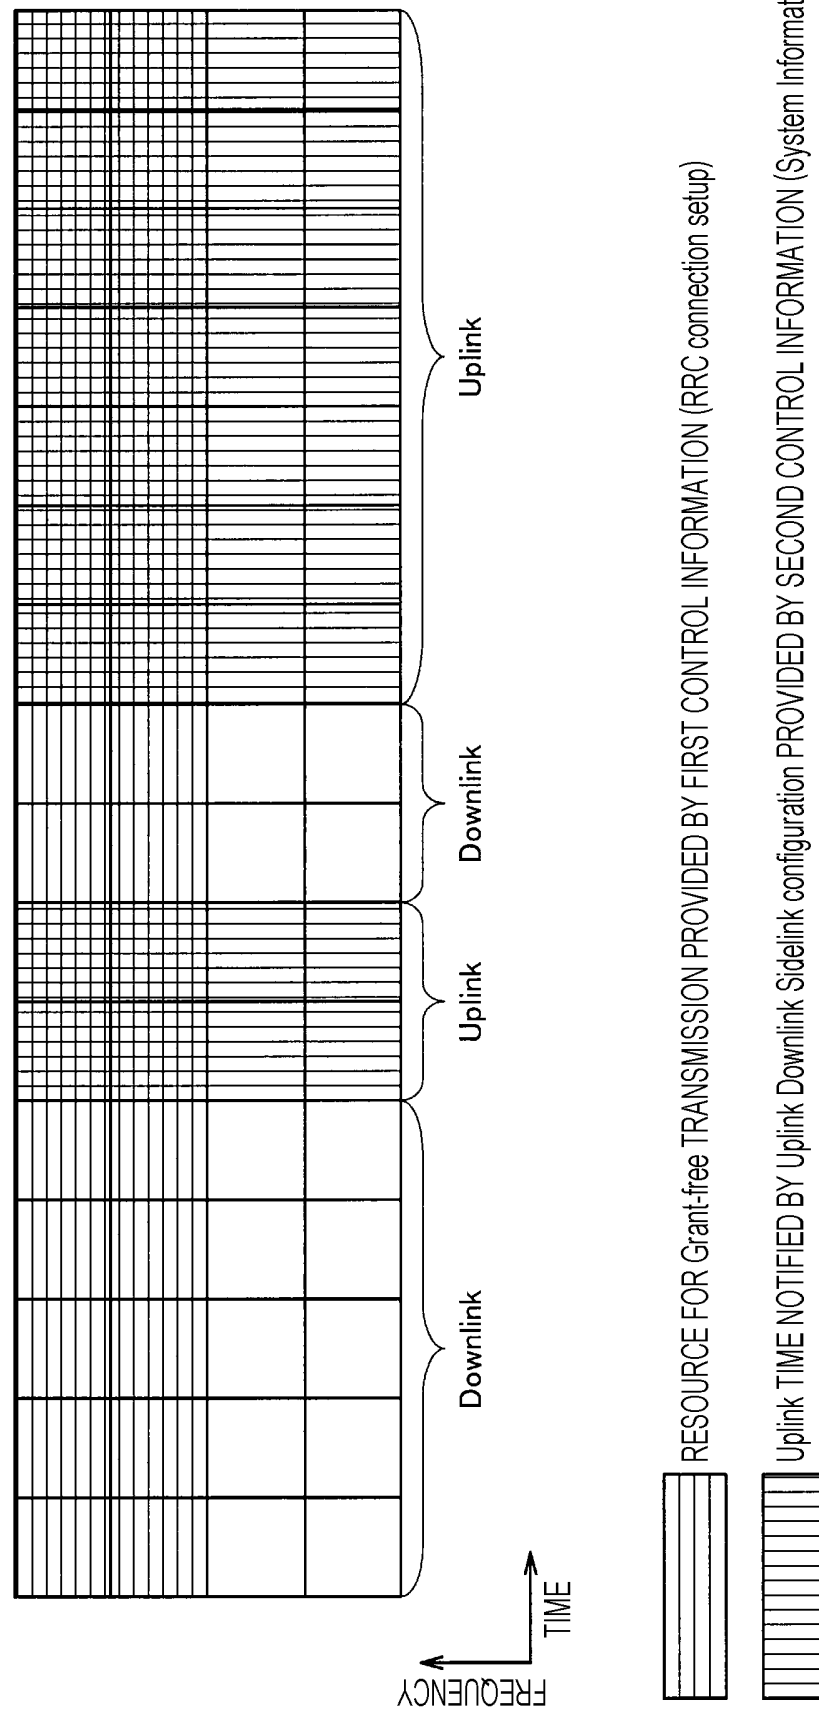 Downlink
Uplink
Downlink
Uplink
FREQUENCY
TIME
RESOURCE FOR Grant-free TRANSMISSION PROVIDED BY FIRST CONTROL INFORMATION (RRC connection setup)
Uplink TIME NOTIFIED BY Uplink Downlink Sidelink configuration PROVIDED BY SECOND CONTROL INFORMATION (System